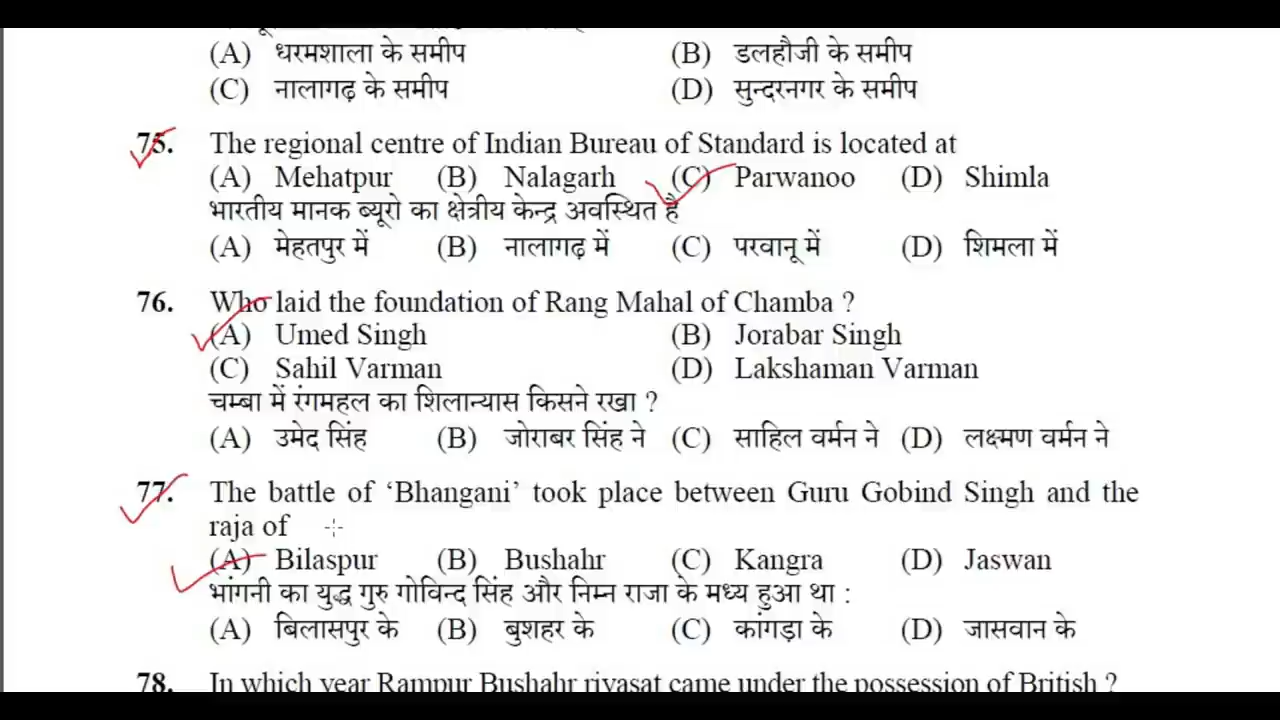 (A) धरमशाला के समीप (B) डलहौजी के समीप
(C) नालागढ़ के समीप (D) सुन्दरनगर के समीप
75. The regional centre of Indian Bureau of Standard is located at
(A) Mehatpur (B) Nalagarh (C) Parwanoo (D) Shimla
भारतीय मानक ब्यूरो का क्षेत्रीय केन्द्र अवस्थित है
(A) मेहतपुर में (B) नालागढ़ में (C) परवानू में (D) शिमला में
76. Who laid the foundation of Rang Mahal of Chamba ?
(A) Umed Singh (B) Jorabar Singh
(C) Sahil Varman (D) Lakshaman Varman
चम्बा में रंगमहल का शिलान्यास किसने रखा ?
(A) उमेद सिंह (B) जोराबर सिंह ने (C) साहिल वर्मन ने (D) लक्ष्मण वर्मन ने
77. The battle of ‘Bhangani’ took place between Guru Gobind Singh and the
raja of
(A) Bilaspur (B) Bushahr (C) Kangra (D) Jaswan
भांगनी का युद्ध गुरु गोविन्द सिंह और निम्न राजा के मध्य हुआ था :
(A) बिलासपुर के (B) बुशहर के (C) कांगड़ा के (D) जासवान के
78. In which year Rampur Bushahr riyasat came under the possession of British ?